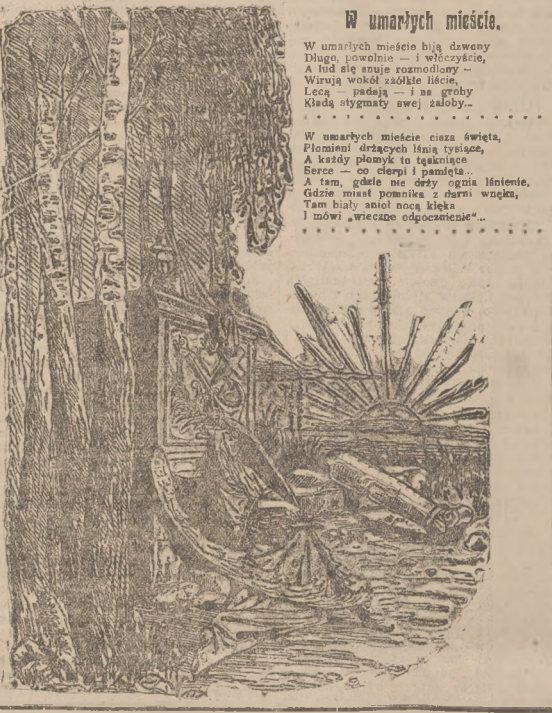 W umarłych mieście.
W umarłych mieście biją dzwony
Długo, powolnie — i włóczyście,
A lud się snuje rozmodlony —
Wirują wokół zżółkłe liście,
Lecą — padają — i na groby
Kładą stygmaty swej żałoby...
W umarłych mieście cisza święta,
Płomieni drżących lśnią tysiące,
A każdy płomyk to tęskniące
Serce — co cierpi i pamięta...
A tam, gdzie nie drży ognia lśnienie,
Gdzie miast pomnika z darni wnęka,
Tam biały anioł nocą klęka
I mówi „wieczne odpocznienie“...